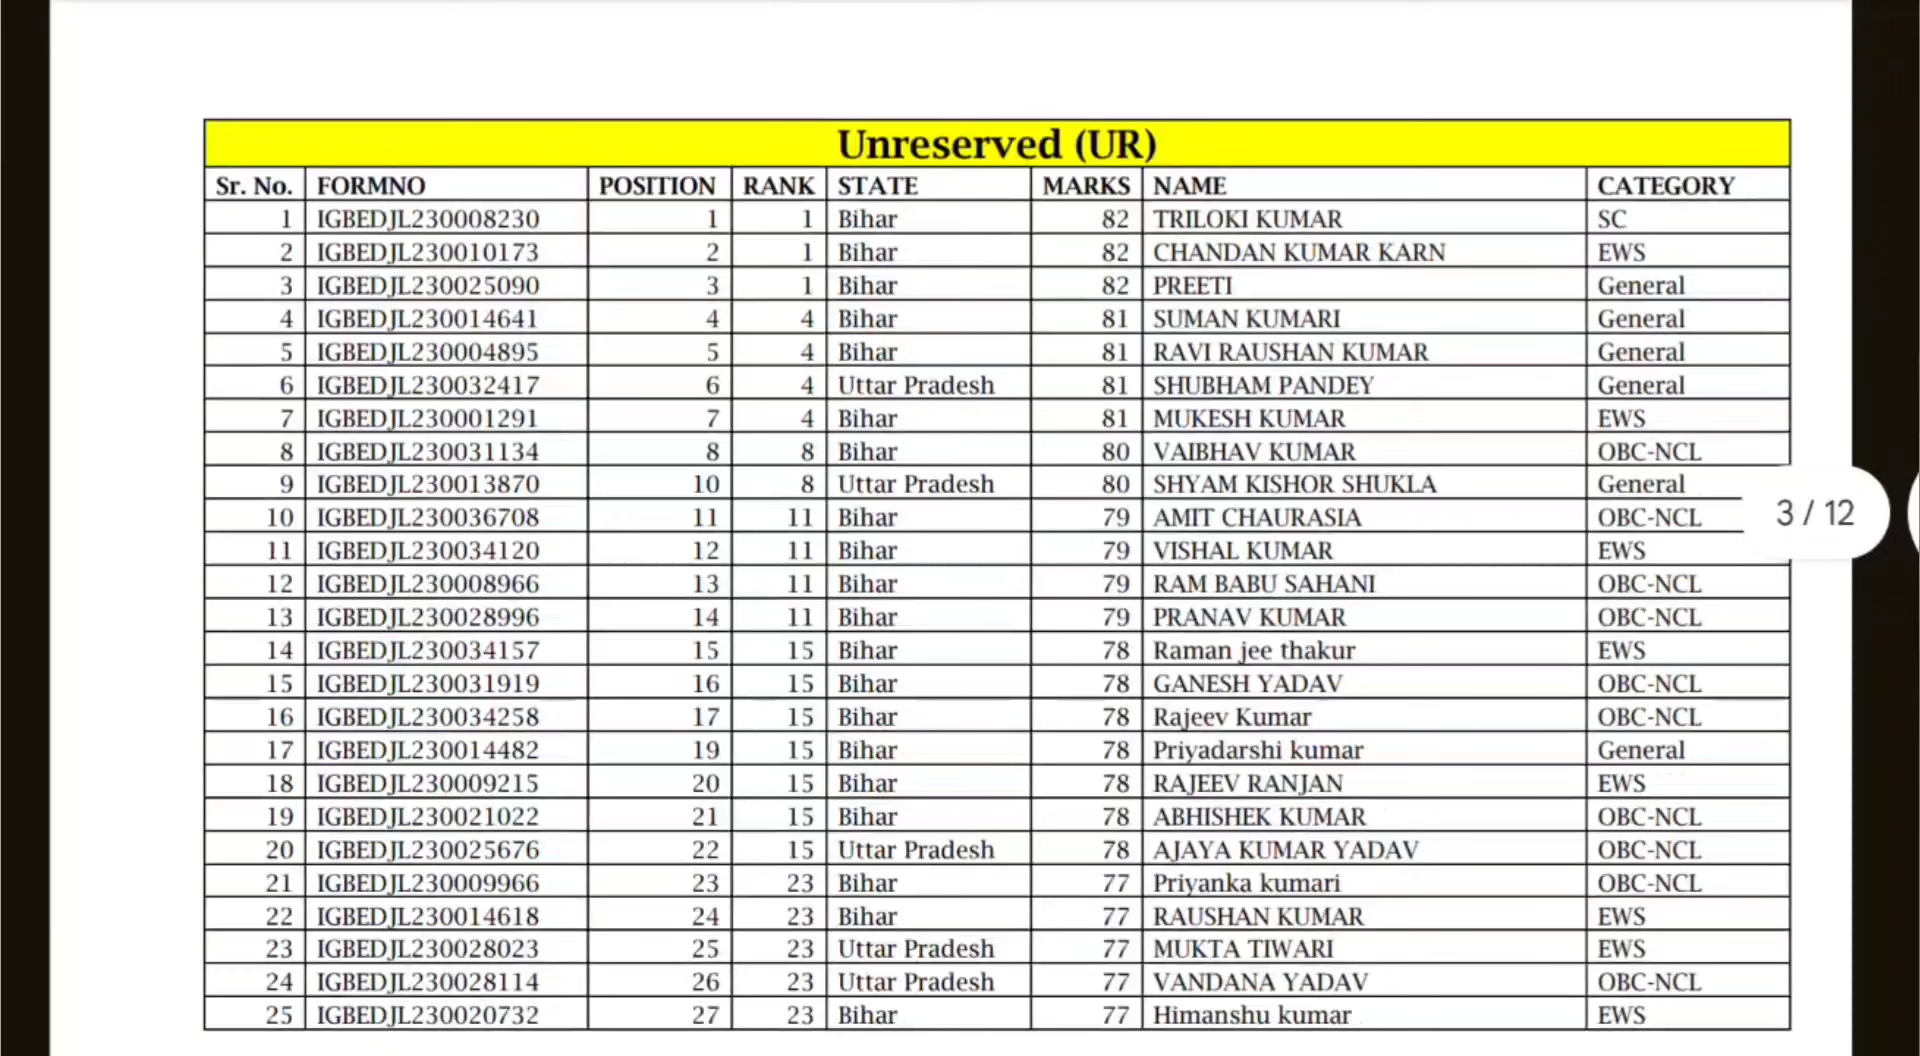 Unreserved (UR)
Sr. No. FORMNO POSITION RANK STATE MARKS NAME CATEGORY
1 IGBEDJL230008230 1 1 Bihar 82 TRILOKI KUMAR SC
2 IGBEDJL230010173 2 1 Bihar 82 CHANDAN KUMAR KARN EWS
3 IGBEDJL230025090 3 1 Bihar 82 PREETI General
4 IGBEDJL230014641 4 4 Bihar 81 SUMAN KUMARI General
5 IGBEDJL230004895 5 4 Bihar 81 RAVI RAUSHAN KUMAR General
6 IGBEDJL230032417 6 4 Uttar Pradesh 81 SHUBHAM PANDEY General
7 IGBEDJL230001291 7 4 Bihar 81 MUKESH KUMAR EWS
8 IGBEDJL230031134 8 8 Bihar 80 VAIBHAV KUMAR OBC-NCL
9 IGBEDJL230013870 10 8 Uttar Pradesh 80 SHYAM KISHOR SHUKLA General
10 IGBEDJL230036708 11 11 Bihar 79 AMIT CHAURASIA OBC-NCL
3 / 12
11 IGBEDJL230034120 12 11 Bihar 79 VISHAL KUMAR EWS
12 IGBEDJL230008966 13 11 Bihar 79 RAM BABU SAHANI OBC-NCL
13 IGBEDJL230028996 14 11 Bihar 79 PRANAV KUMAR OBC-NCL
14 IGBEDJL230034157 15 15 Bihar 78 Raman jee thakur EWS
15 IGBEDJL230031919 16 15 Bihar 78 GANESH YADAV OBC-NCL
16 IGBEDJL230034258 17 15 Bihar 78 Rajeev Kumar OBC-NCL
17 IGBEDJL230014482 19 15 Bihar 78 Priyadarshi kumar General
18 IGBEDJL230009215 20 15 Bihar 78 RAJEEV RANJAN EWS
19 IGBEDJL230021022 21 15 Bihar 78 ABHISHEK KUMAR OBC-NCL
20 IGBEDJL230025676 22 15 Uttar Pradesh 78 AJAYA KUMAR YADAV OBC-NCL
21 IGBEDJL230009966 23 23 Bihar 77 Priyanka kumari OBC-NCL
22 IGBEDJL230014618 24 23 Bihar 77 RAUSHAN KUMAR EWS
23 IGBEDJL230028023 25 23 Uttar Pradesh 77 MUKTA TIWARI EWS
24 IGBEDJL230028114 26 23 Uttar Pradesh 77 VANDANA YADAV OBC-NCL
25 IGBEDJL230020732 27 23 Bihar 77 Himanshu kumar EWS